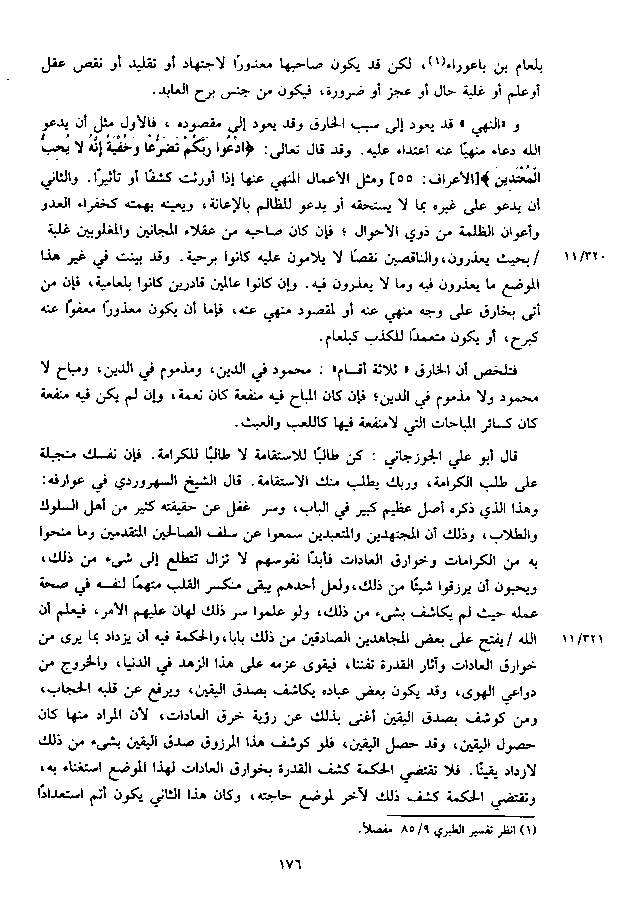 بلعام بن باعوراء(١)، لكن قد يكون صاحبها معذورًا لاجتهاد أو تقليد أو نقص عقل
أو علم أو غلبة حال أو عجز أو ضرورة، فيكون من جنس برح العابد.
و «النهي» قد يعود إلى سبب الخارق وقد يعود إلى مقصوده، فالأول مثل أن يدعو
الله دعاء منهيًا عنه اعتداء عليه. وقد قال تعالى: ﴿ادْعُوا رَبَّكُمْ تَضَرُّعًا وَخُفْيَةً إِنَّهُ لَا يُحِبُّ
الْمُعْتَدِينَ﴾ [الأعراف: ٥٥] ومثل الأعمال المنهي عنها إذا أورثت كشفًا أو تأثيرًا. والثاني
أن يدعو على غيره بما لا يستحقه أو يدعو للظالم بالإعانة، ويعينه بهمته كخفراء العدو
وأعوان الظلمة من ذوي الأحوال؛ فإن كان صاحبه من عقلاء المجانين والمغلوبين غلبة
١١/٣٢٠ / بحيث يعذرون، والناقصين نقصًا لا يلامون عليه كانوا برحية. وقد بينت في غير هذا
الموضع ما يعذرون فيه وما لا يعذرون فيه. وإن كانوا عالمين قادرين كانوا بلعامية، فإن من
أتى بخارق على وجه منهي عنه أو لمقصود منهي عنه، فإما أن يكون معذورًا معفوًا عنه
كبرح، أو يكون متعمدًا للكذب كبلعام.
فتلخص أن الخارق «ثلاثة أقسام»: محمود في الدين، ومذموم في الدين، ومباح لا
محمود ولا مذموم في الدين؛ فإن كان المباح فيه منفعة كان نعمة، وإن لم يكن فيه منفعة
كان كسائر المباحات التي لا منفعة فيها كاللعب والعبث.
قال أبو علي الجوزجاني: كن طالبًا للاستقامة لا طالبًا للكرامة. فإن نفسك منجبلة
على طلب الكرامة، وربك يطلب منك الاستقامة. قال الشيخ السهروردي في عوارفه:
وهذا الذي ذكره أصل عظيم كبير في الباب، وسر غفل عن حقيقته كثير من أهل السلوك
والطلاب، وذلك أن المجتهدين والمتعبدين سمعوا عن سلف الصالحين المتقدمين وما منحوا
به من الكرامات وخوارق العادات فأبدًا نفوسهم لا تزال تتطلع إلى شيء من ذلك،
ويحبون أن يرزقوا شيئًا من ذلك، ولعل أحدهم يبقى منكسر القلب متهمًا لنفسه في صحة
عمله حيث لم يكاشف بشيء من ذلك، ولو علموا سر ذلك لهان عليهم الأمر، فيعلم أن
١١/٣٢١ الله / يفتح على بعض المجاهدين الصادقين من ذلك بابا، والحكمة فيه أن يزداد بما يرى من
خوارق العادات وآثار القدرة تفننا، فيقوى عزمه على هذا الزهد في الدنيا، والخروج من
دواعي الهوى، وقد يكون بعض عباده يكاشف بصدق اليقين، ويرفع عن قلبه الحجاب،
ومن كوشف بصدق اليقين أغنى بذلك عن رؤية خرق العادات، لأن المراد منها كان
حصول اليقين، وقد حصل اليقين، فلو كوشف هذا المرزوق صدق اليقين بشيء من ذلك
لازداد يقينًا. فلا تقتضي الحكمة كشف القدرة بخوارق العادات لهذا الموضع استغناء به،
وتقتضي الحكمة كشف ذلك لآخر لموضع حاجته، وكان هذا الثاني يكون أتم استعدادًا
(١) انظر تفسير الطبري ٩/ ٨٥ مفصلاً.
١٧٦